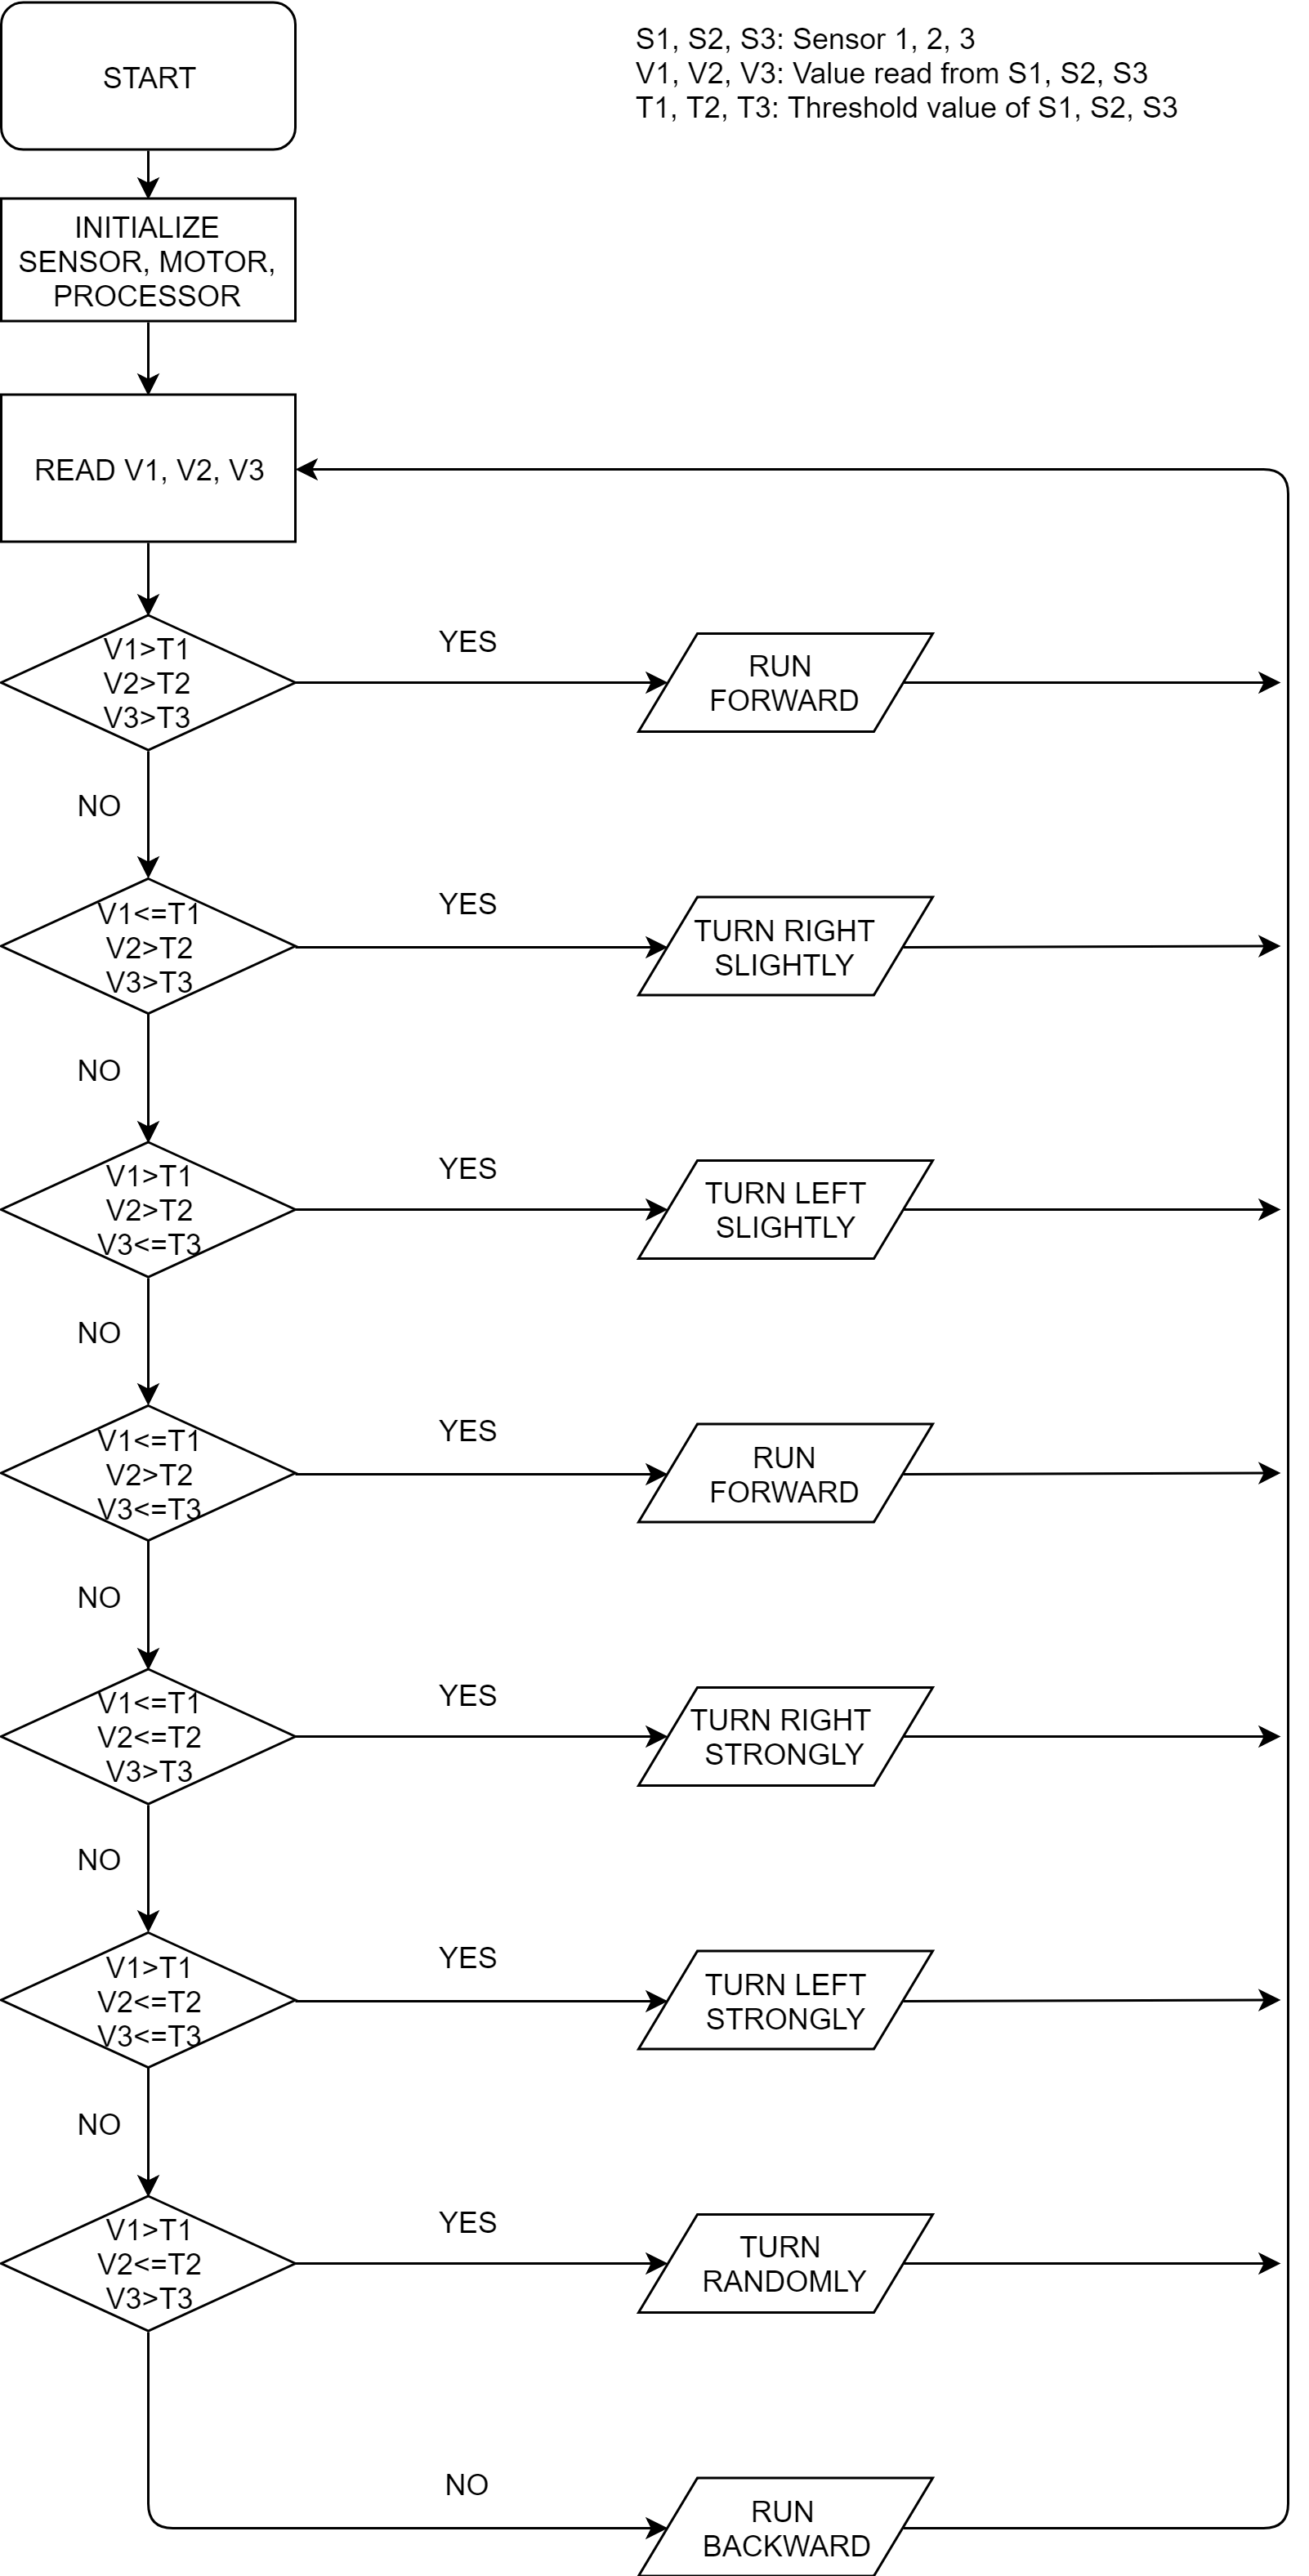 START
S1, S2, S3: Sensor 1, 2, 3
V1, V2, V3: Value read from S1, S2, S3
T1, T2, T3: Threshold value of S1, S2, S3
INITIALIZE
SENSOR, MOTOR,
PROCESSOR
READ V1, V2, V3
V1>T1
V2>T2
V3>T3
YES
RUN
FORWARD
NO
V1<=T1
V2>T2
V3>T3
YES
TURN RIGHT
SLIGHTLY
NO
V1>T1
V2>T2
V3<=T3
YES
TURN LEFT
SLIGHTLY
NO
V1<=T1
V2>T2
V3<=T3
YES
RUN
FORWARD
NO
V1<=T1
V2<=T2
V3>T3
YES
TURN RIGHT
STRONGLY
NO
V1>T1
V2<=T2
V3<=T3
YES
TURN LEFT
STRONGLY
NO
V1>T1
V2<=T2
V3>T3
YES
TURN
RANDOMLY
NO
RUN
BACKWARD